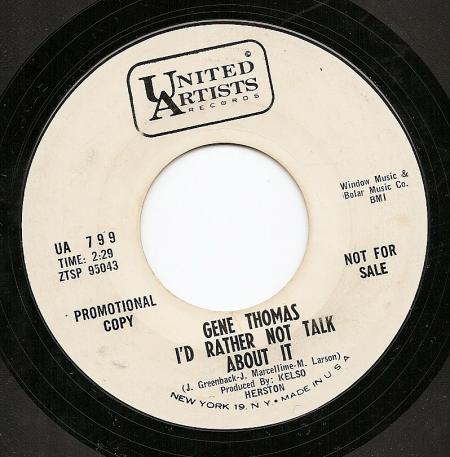 UNITED
ARTISTS
RECORDS
Window Music &
Bolar Music Co.
BMI
UA 799
TIME: 2:29
ZTSP 95043
NOT FOR
SALE
PROMOTIONAL
COPY
GENE THOMAS
I'D RATHER NOT TALK
ABOUT IT
(J. Greenback-J. Marcellime-M. Larson)
Produced By: KELSO
HERSTON
NEW YORK 19, N.Y. • MADE IN U.S.A.